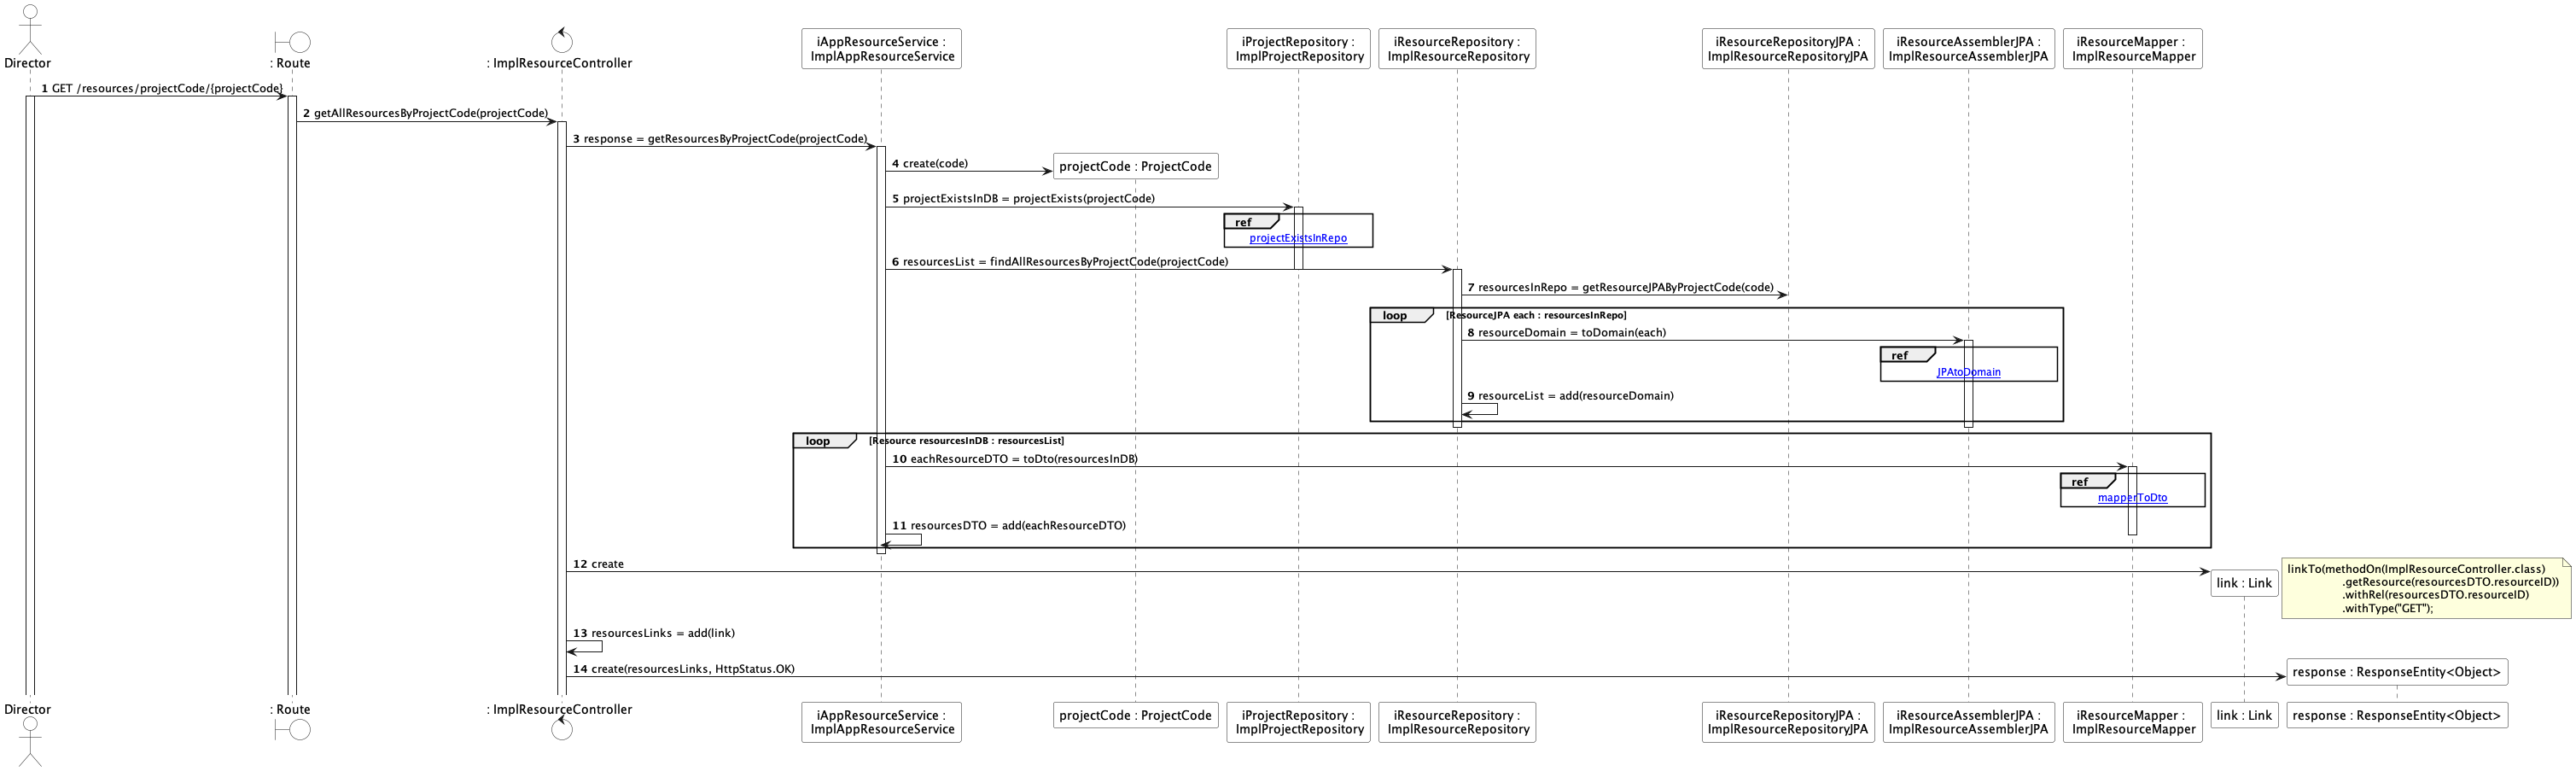 Director
: Route
: ImplResourceController
iAppResourceService :
ImplAppResourceService
iProjectRepository :
ImplProjectRepository
iResourceRepository :
ImplResourceRepository
iResourceRepositoryJPA :
ImplResourceRepositoryJPA
iResourceAssemblerJPA :
ImplResourceAssemblerJPA
iResourceMapper :
ImplResourceMapper
1 GET /resources/projectCode/{projectCode}
2 getAllResourcesByProjectCode(projectCode)
3 response = getResourcesByProjectCode(projectCode)
4 create(code)
projectCode : ProjectCode
5 projectExistsInDB = projectExists(projectCode)
ref
projectExistsInRepo
6 resourcesList = findAllResourcesByProjectCode(projectCode)
7 resourcesInRepo = getResourceJPAByProjectCode(code)
loop [ResourceJPA each : resourcesInRepo]
8 resourceDomain = toDomain(each)
ref
JPAtoDomain
9 resourceList = add(resourceDomain)
loop [Resource resourcesInDB : resourcesList]
10 eachResourceDTO = toDto(resourcesInDB)
ref
mapperToDto
11 resourcesDTO = add(eachResourceDTO)
12 create
link : Link
linkTo(methodOn(ImplResourceController.class)
.getResource(resourcesDTO.resourceID))
.withRel(resourcesDTO.resourceID)
.withType("GET");
13 resourcesLinks = add(link)
14 create(resourcesLinks, HttpStatus.OK)
response : ResponseEntity<Object>
Director
: Route
: ImplResourceController
iAppResourceService :
ImplAppResourceService
projectCode : ProjectCode
iProjectRepository :
ImplProjectRepository
iResourceRepository :
ImplResourceRepository
iResourceRepositoryJPA :
ImplResourceRepositoryJPA
iResourceAssemblerJPA :
ImplResourceAssemblerJPA
iResourceMapper :
ImplResourceMapper
link : Link
response : ResponseEntity<Object>